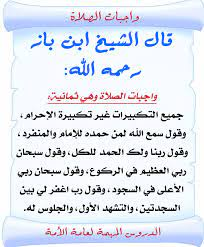 واجبات الصلاة
قال الشيخ ابن باز
رحمه الله:
واجبات الصلاة وهي ثمانية:
جميع التكبيرات غير تكبيرة الإحرام،
وقول سمع الله لمن حمدده للإمام والمنفرد،
وقول ربنا ولك الحمد للكل، وقول سبحان
ربي العظيم في الركوع، وقول سبحان ربي
الأعلى في السجود، وقول رب اغفر لي بين
السجدتين، والتشهد الأول، والجلوس له.
الدروس المهمة لعامة الأمة